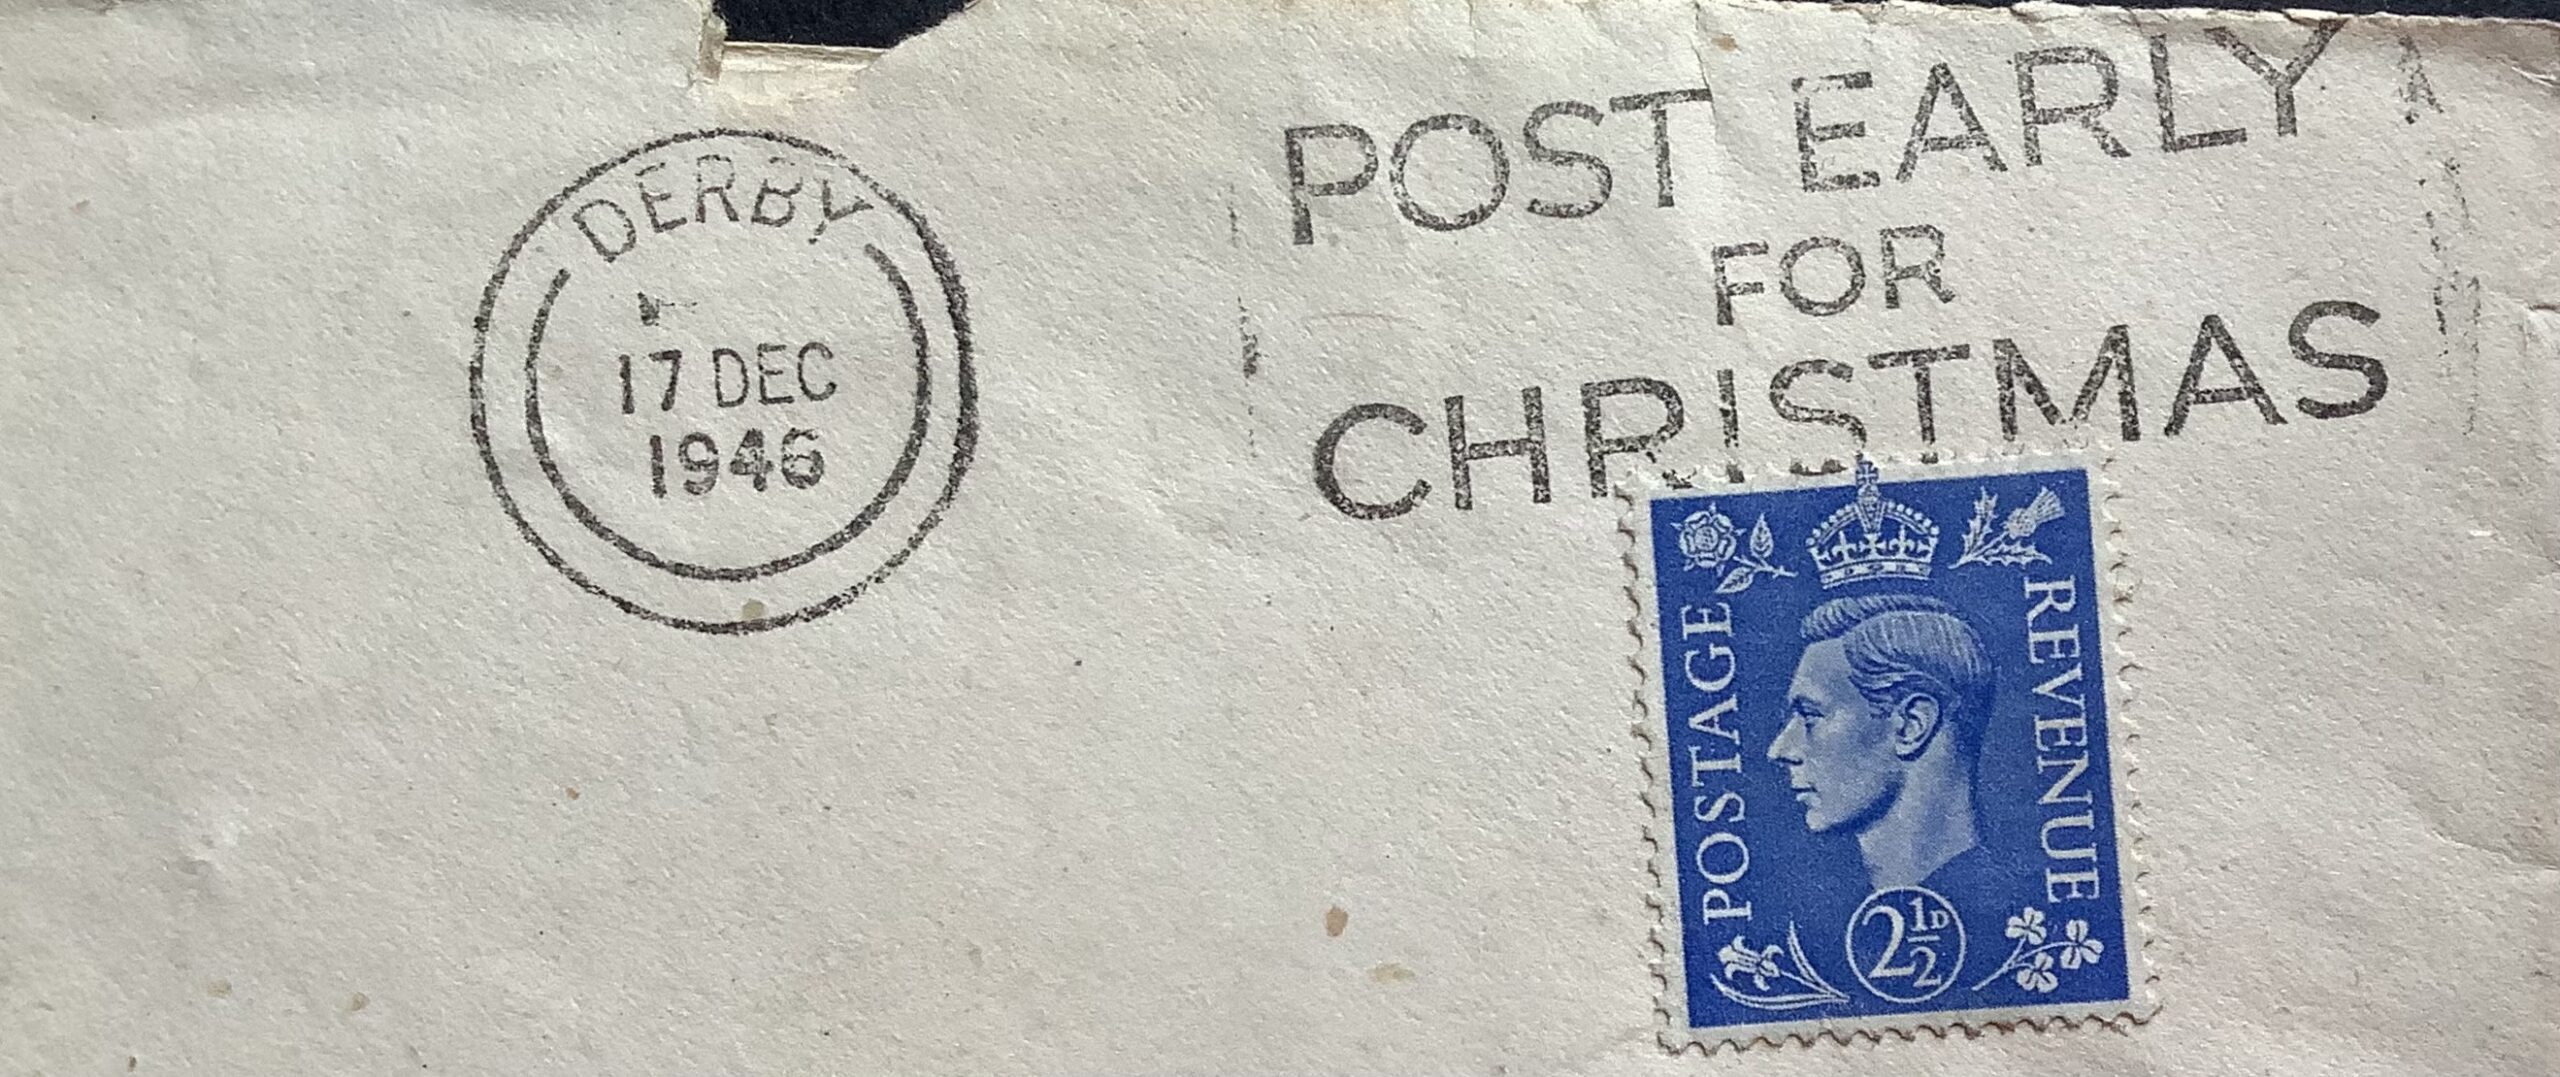 DERBY
17 DEC
1946
POST EARLY
FOR
CHRISTMAS
POSTAGE
REVENUE
2½D